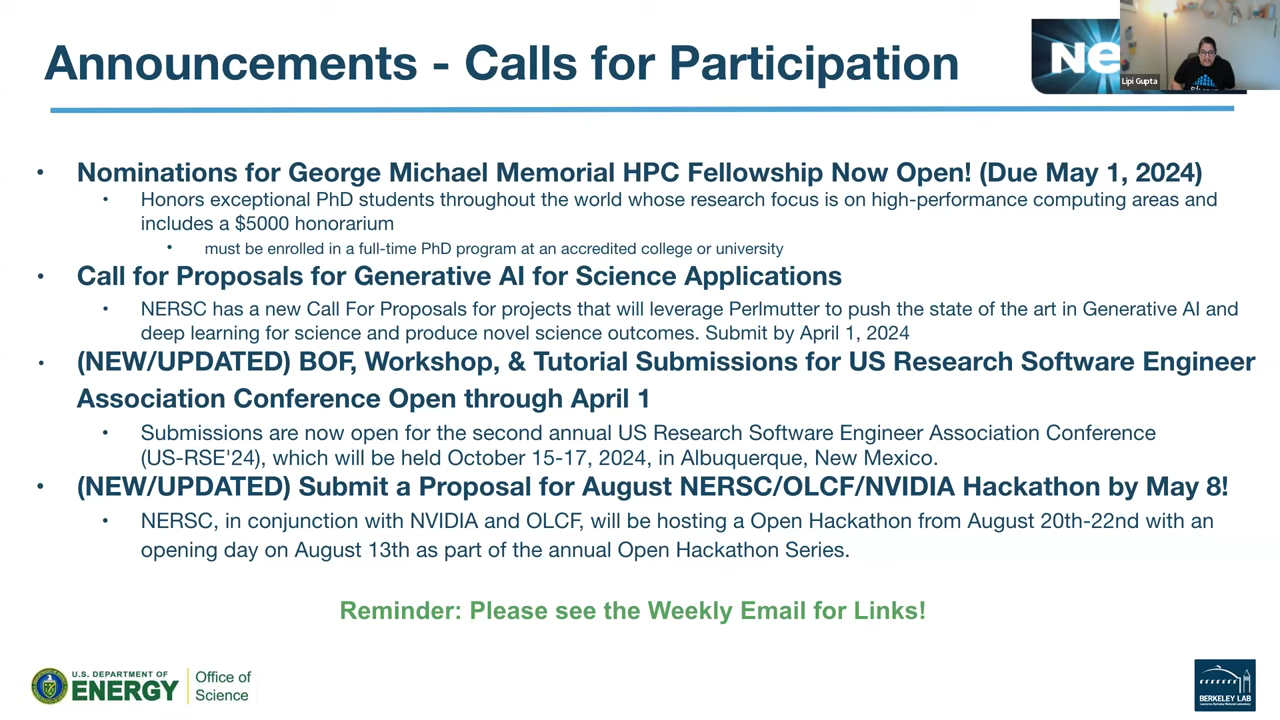 Announcements - Calls for Participation
Ne
Lipi Gupta
• Nominations for George Michael Memorial HPC Fellowship Now Open! (Due May 1, 2024)
• Honors exceptional PhD students throughout the world whose research focus is on high-performance computing areas and
includes a $5000 honorarium
• must be enrolled in a full-time PhD program at an accredited college or university
• Call for Proposals for Generative AI for Science Applications
• NERSC has a new Call For Proposals for projects that will leverage Perlmutter to push the state of the art in Generative AI and
deep learning for science and produce novel science outcomes. Submit by April 1, 2024
• (NEW/UPDATED) BOF, Workshop, & Tutorial Submissions for US Research Software Engineer
Association Conference Open through April 1
• Submissions are now open for the second annual US Research Software Engineer Association Conference
(US-RSE'24), which will be held October 15-17, 2024, in Albuquerque, New Mexico.
• (NEW/UPDATED) Submit a Proposal for August NERSC/OLCF/NVIDIA Hackathon by May 8!
• NERSC, in conjunction with NVIDIA and OLCF, will be hosting a Open Hackathon from August 20th-22nd with an
opening day on August 13th as part of the annual Open Hackathon Series.
Reminder: Please see the Weekly Email for Links!
U.S. DEPARTMENT OF
ENERGY
Office of
Science
BERKELEY LAB
Lawrence Berkeley National Laboratory